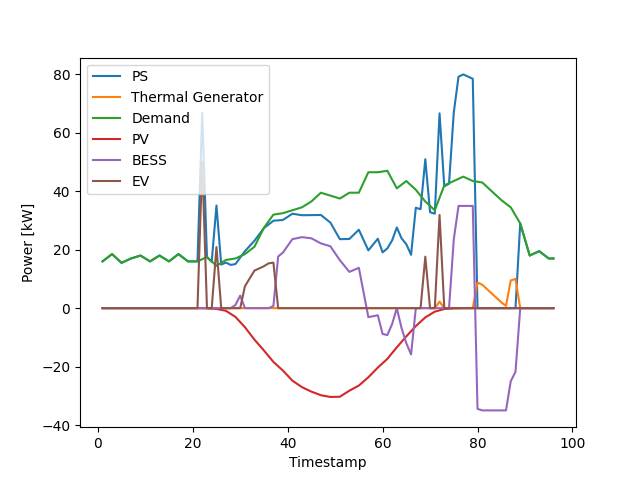 80
60
40
20
0
−20
−40
Power [kW]
PS
Thermal Generator
Demand
PV
BESS
EV
0
20
40
60
80
100
Timestamp